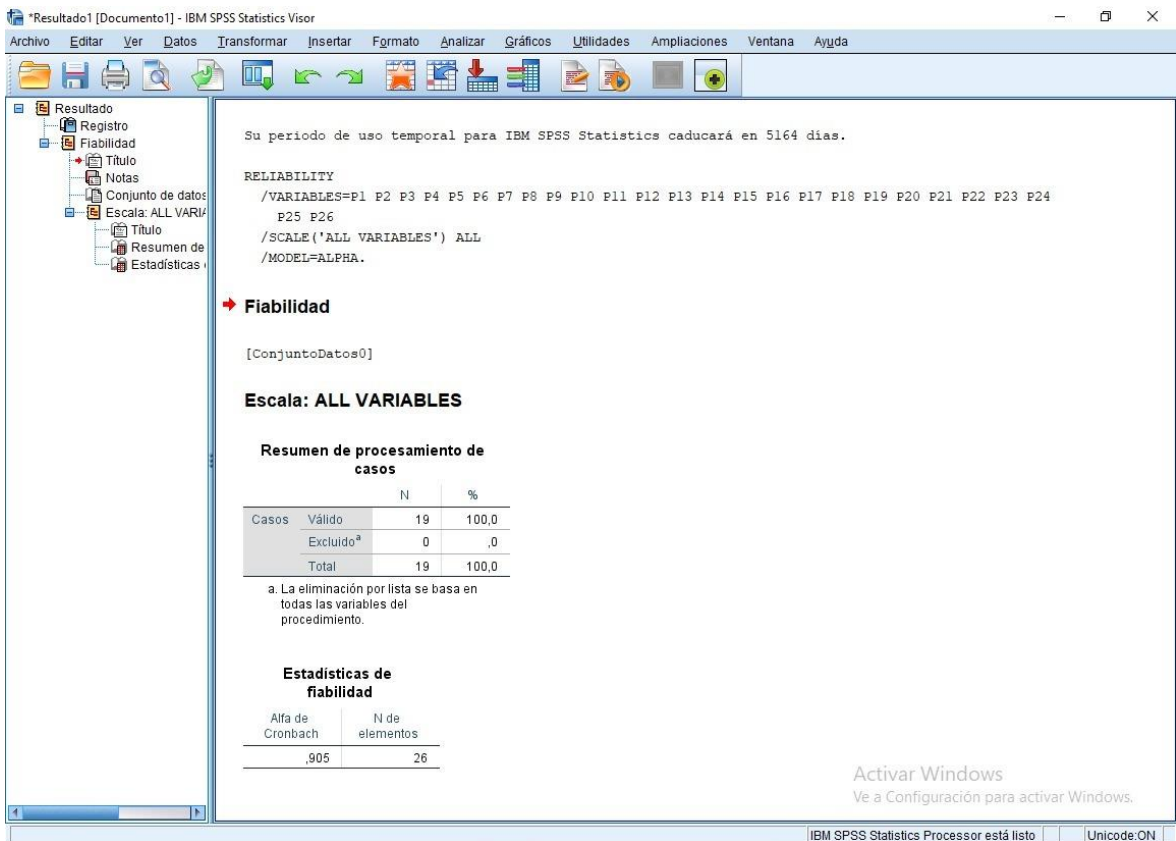 *Resultado1 [Documento1] - IBM SPSS Statistics Visor
Archivo Editar Ver Datos Transformar Insertar Formato Analizar Gráficos Utilidades Ampliaciones Ventana Ayuda
Resultado
Registro
Fiabilidad
Título
Notas
Conjunto de datos
Escala: ALL VARIA
Título
Resumen de
Estadísticas
Su periodo de uso temporal para IBM SPSS Statistics caducará en 5164 días.
RELIABILITY
/VARIABLES=P1 P2 P3 P4 P5 P6 P7 P8 P9 P10 P11 P12 P13 P14 P15 P16 P17 P18 P19 P20 P21 P22 P23 P24
P25 P26
/SCALE('ALL VARIABLES') ALL
/MODEL=ALPHA.
Fiabilidad
[ConjuntoDatos0]
Escala: ALL VARIABLES
Resumen de procesamiento de
casos
N %
Casos Válido 19 100,0
Excluido^a 0 ,0
Total 19 100,0
a. La eliminación por lista se basa en
todas las variables del
procedimiento.
Estadísticas de
fiabilidad
Alfa de N de
Cronbach elementos
,905 26
Activar Windows
Ve a Configuración para activar Windows.
IBM SPSS Statistics Processor está listo Unicode:ON